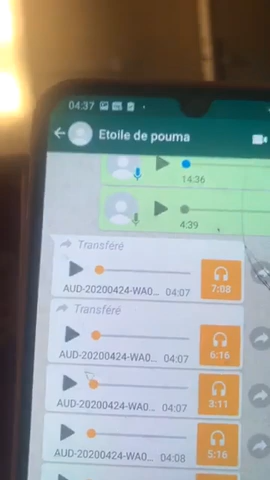 04:37
Etoile de pouma
14:36
4:39
Transféré
7:08
AUD-20200424-WA0... 04:07
Transféré
6:16
AUD-20200424-WA0... 04:07
3:11
AUD-20200424-WA0... 04:07
5:16
AUD-20200424-WA0... 04:08